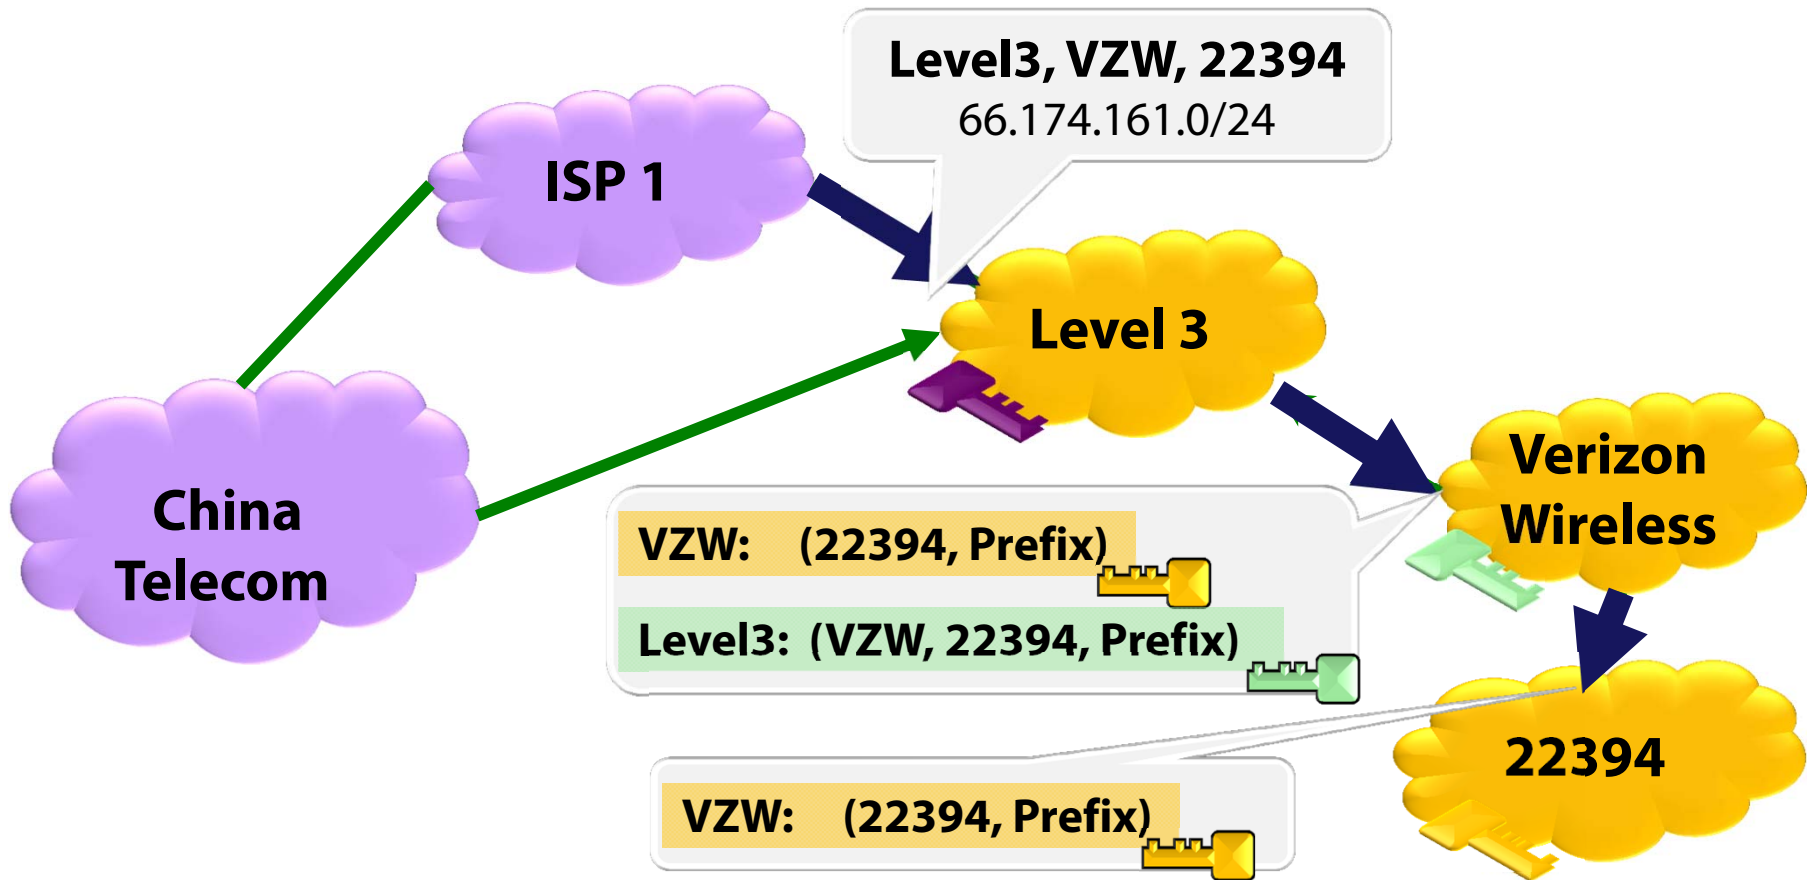 Level3, VZW, 22394
66.174.161.0/24
ISP 1
Level 3
Verizon
Wireless
China
Telecom
VZW: (22394, Prefix)
Level3: (VZW, 22394, Prefix)
22394
VZW: (22394, Prefix)